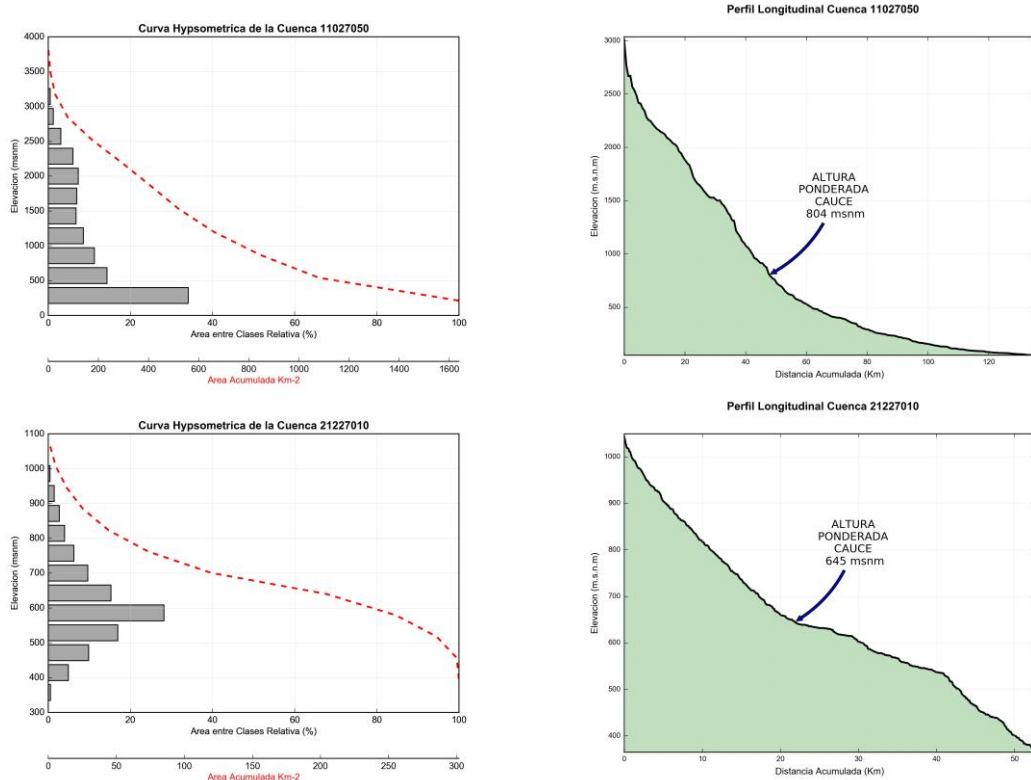 Curva Hypsometrica de la Cuenca 11027050
Elevacion (msnm)
4000
3500
3000
2500
2000
1500
1000
500
0
0 20 40 60 80 100
Area entre Clases Relativa (%)
0 200 400 600 800 1000 1200 1400 1600
Area Acumulada Km-2
Perfil Longitudinal Cuenca 11027050
Elevacion (m.s.n.m)
3000
2500
2000
1500
1000
500
ALTURA
PONDERADA
CAUCE
804 msnm
0 20 40 60 80 100 120
Distancia Acumulada (Km)
Curva Hypsometrica de la Cuenca 21227010
Elevacion (msnm)
1100
1000
900
800
700
600
500
400
300
0 20 40 60 80 100
Area entre Clases Relativa (%)
0 50 100 150 200 250 300
Area Acumulada Km-2
Perfil Longitudinal Cuenca 21227010
Elevacion (m.s.n.m)
1000
900
800
700
600
500
400
ALTURA
PONDERADA
CAUCE
645 msnm
0 10 20 30 40 50
Distancia Acumulada (Km)